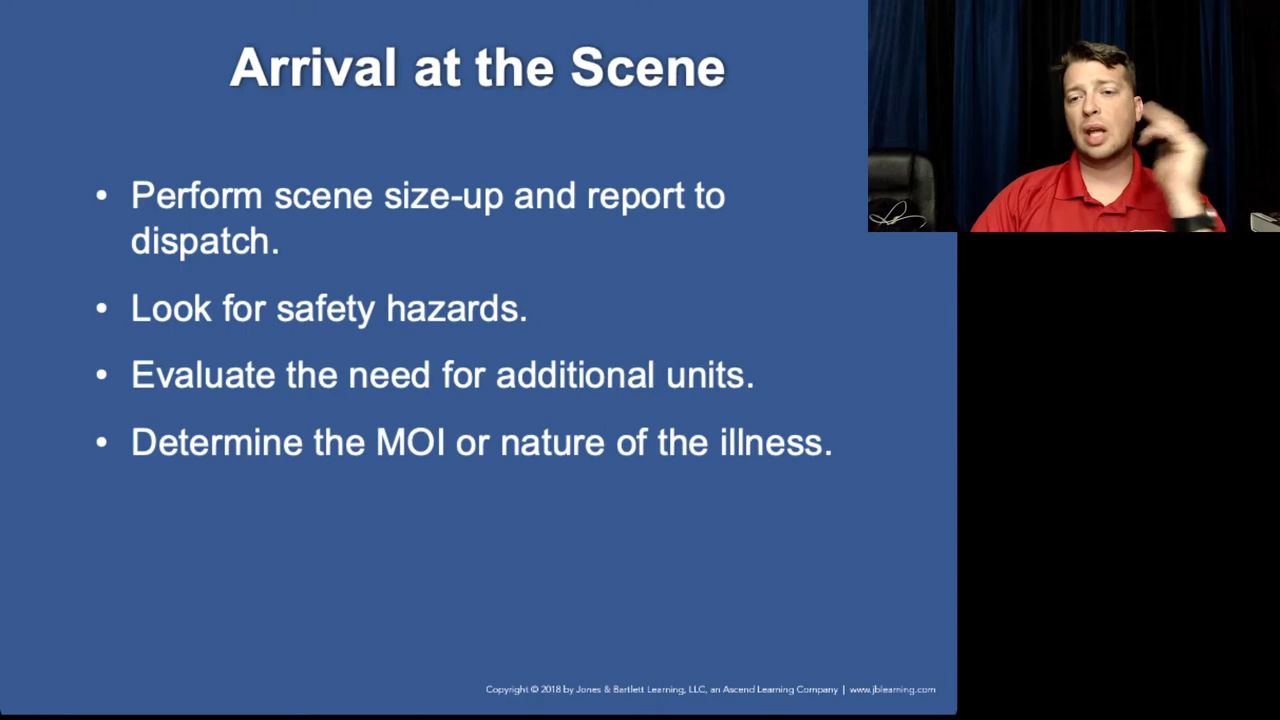 Arrival at the Scene
• Perform scene size-up and report to
dispatch.
• Look for safety hazards.
• Evaluate the need for additional units.
• Determine the MOI or nature of the illness.
Copyright © 2018 by Jones & Bartlett Learning, LLC, an Ascend Learning Company | www.jblearning.com